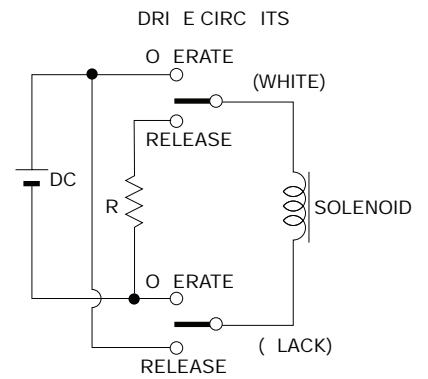 DRI E CIRC ITS
O ERATE
(WHITE)
RELEASE
DC
R
SOLENOID
O ERATE
( LACK)
RELEASE